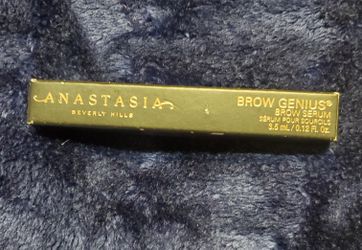 ANASTASIA
BEVERLY HILLS
BROW GENIUS®
BROW SERUM
SÉRUM POUR SOURCILS
3.5 mL / 0.12 Fl. Oz.